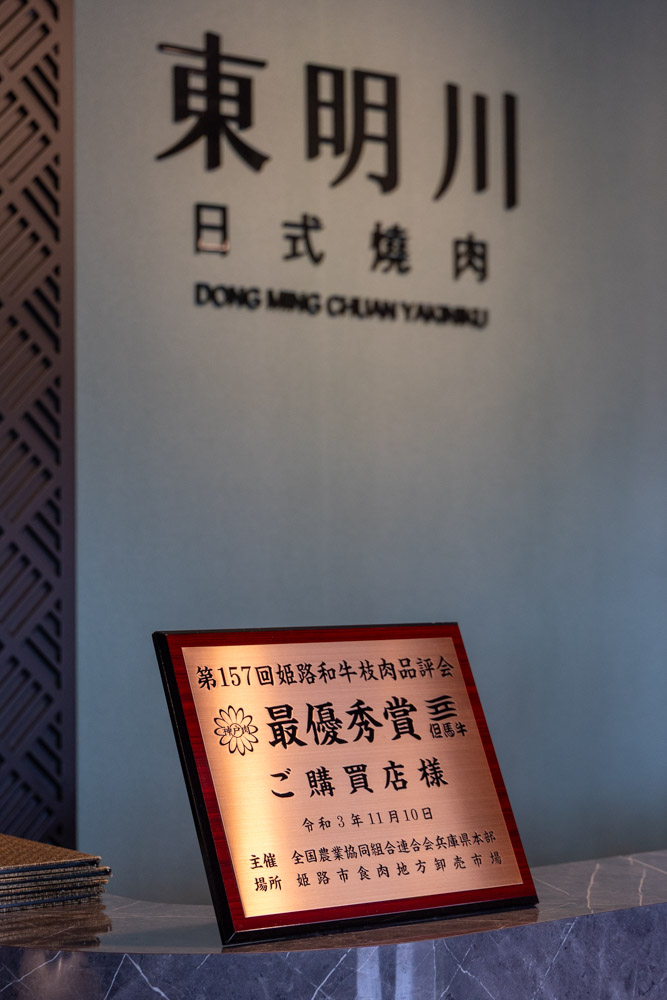 東明川
日式燒肉
DONG MING CHUAN YAKINIKU
第157回姫路和牛枝肉品評会
神戸肉 最優秀賞 但馬牛
ご購買店様
令和3年11月10日
主催 全国農業協同組合連合会兵庫県本部
場所 姫路市食肉地方卸売市場